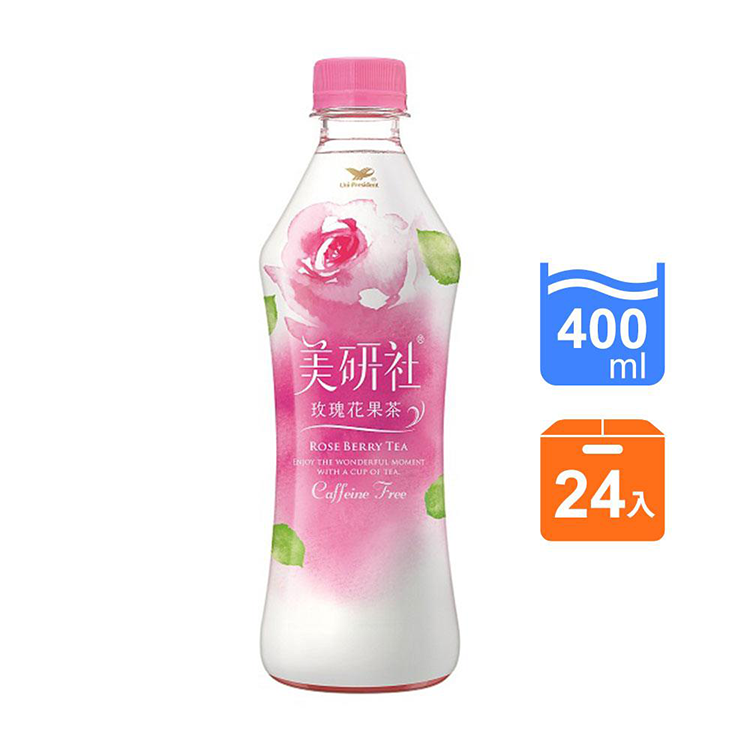 Uni-President
®
美研社®
玫瑰花果茶
ROSE BERRY TEA
ENJOY THE WONDERFUL MOMENT
WITH A CUP OF TEA.
Caffeine Free
400
ml
24入